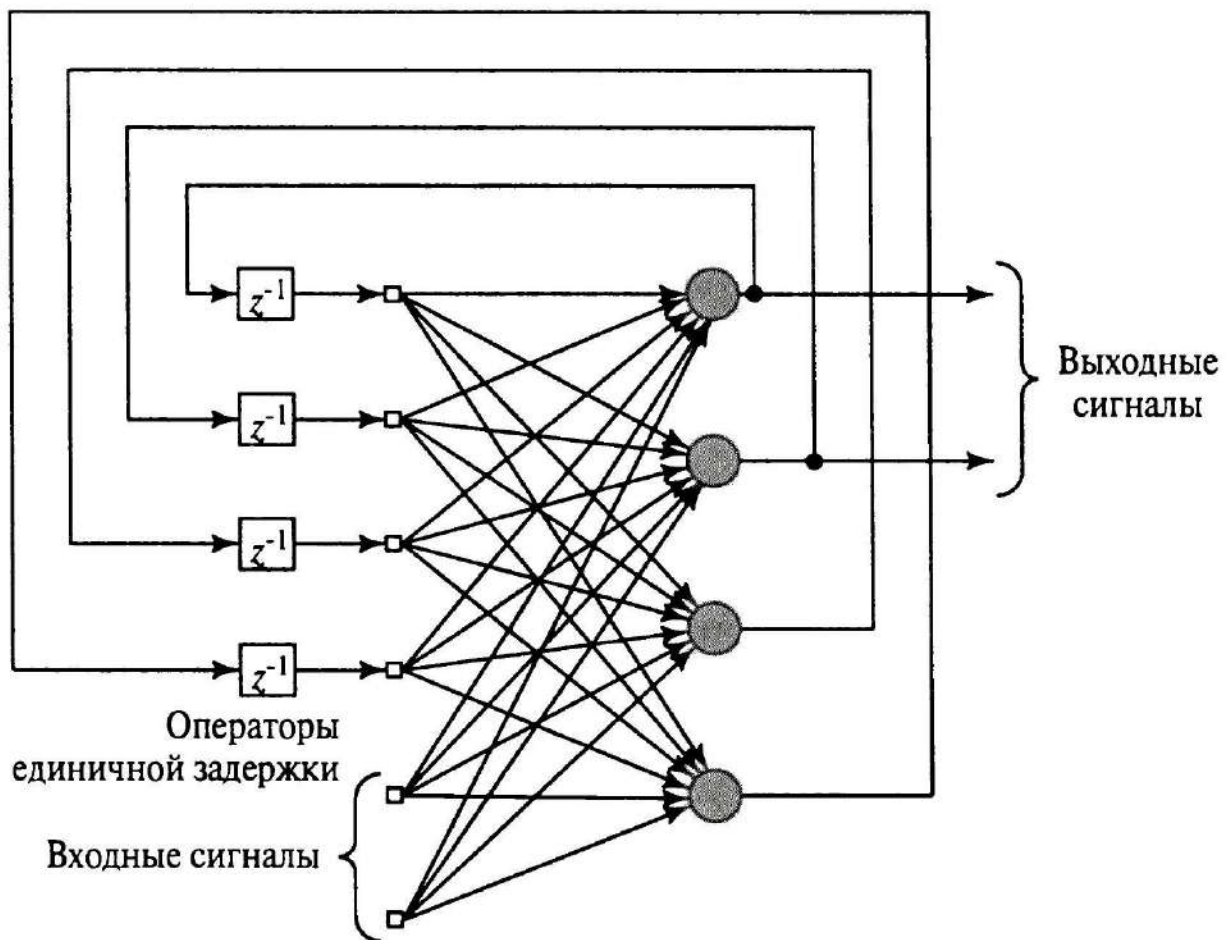 z⁻¹
z⁻¹
z⁻¹
z⁻¹
Операторы
единичной задержки
Входные сигналы
Выходные
сигналы